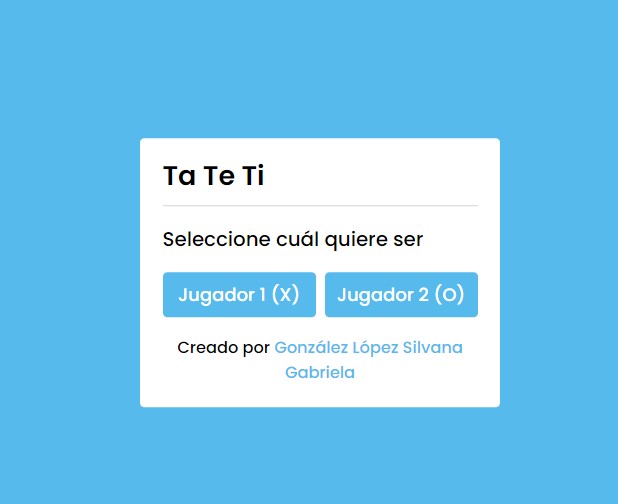 Ta Te Ti
Seleccione cuál quiere ser
Jugador 1 (X) Jugador 2 (O)
Creado por González López Silvana
Gabriela